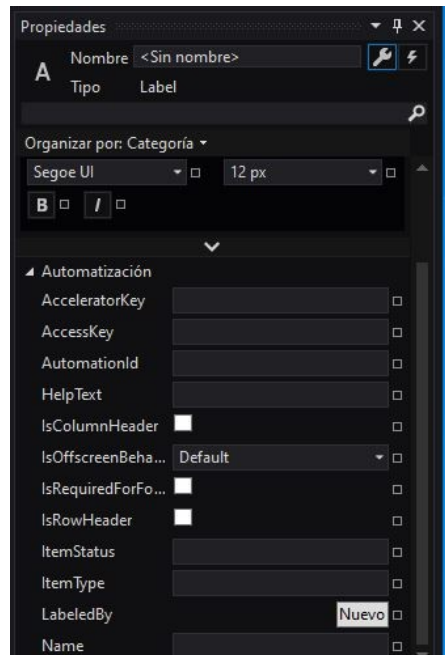 Propiedades
A
Nombre <Sin nombre>
Tipo Label
Organizar por: Categoría
Segoe UI 12 px
B I
Automatización
AcceleratorKey
AccessKey
AutomationId
HelpText
IsColumnHeader
IsOffscreenBeha... Default
IsRequiredForFo...
IsRowHeader
ItemStatus
ItemType
LabeledBy Nuevo
Name